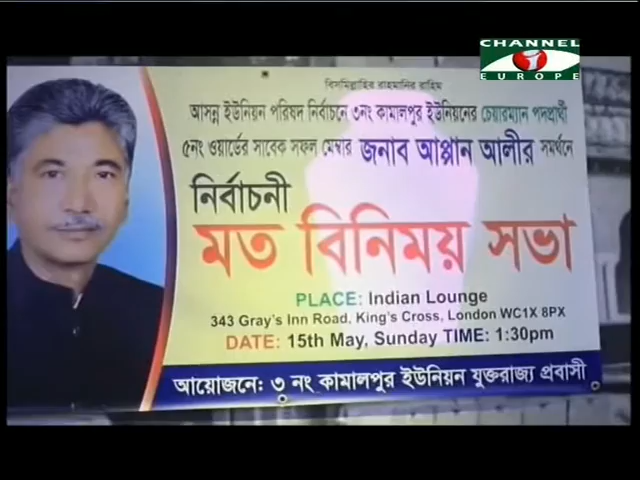 CHANNEL i
EUROPE
বিসমিল্লাহির রাহমানির রাহিম
আসন্ন ইউনিয়ন পরিষদ নির্বাচনে ৩নং কামালপুর ইউনিয়নের চেয়ারম্যান পদপ্রার্থী
৫নং ওয়ার্ডের সাবেক সফল মেম্বার জনাব আপ্পান আলীর সমর্থনে
নির্বাচনী
মত বিনিময় সভা
PLACE: Indian Lounge
343 Gray's Inn Road, King's Cross, London WC1X 8PX
DATE: 15th May, Sunday TIME: 1:30pm
আয়োজনে: ৩ নং কামালপুর ইউনিয়ন যুক্তরাজ্য প্রবাসী